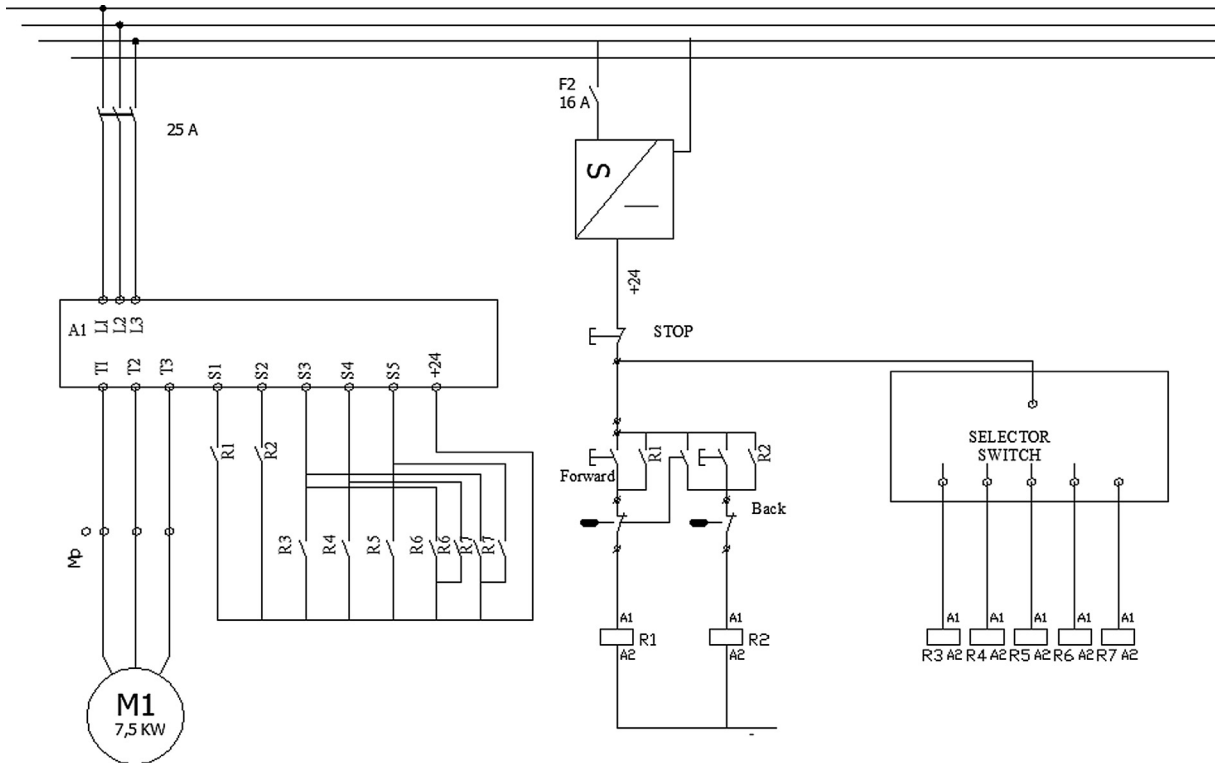 F2
16 A
25 A
S
+24
STOP
A1
L1
L2
L3
T1
T2
T3
S1
S2
S3
S4
S5
+24
SELECTOR
SWITCH
R1
R2
Forward
R1
R2
Back
Mp
R3
R4
R5
R6
R6
R7
R7
A1
R1
A2
A1
R2
A2
A1 A1 A1 A1 A1
R3 A2 R4 A2 R5 A2 R6 A2 R7 A2
M1
7,5 KW
-